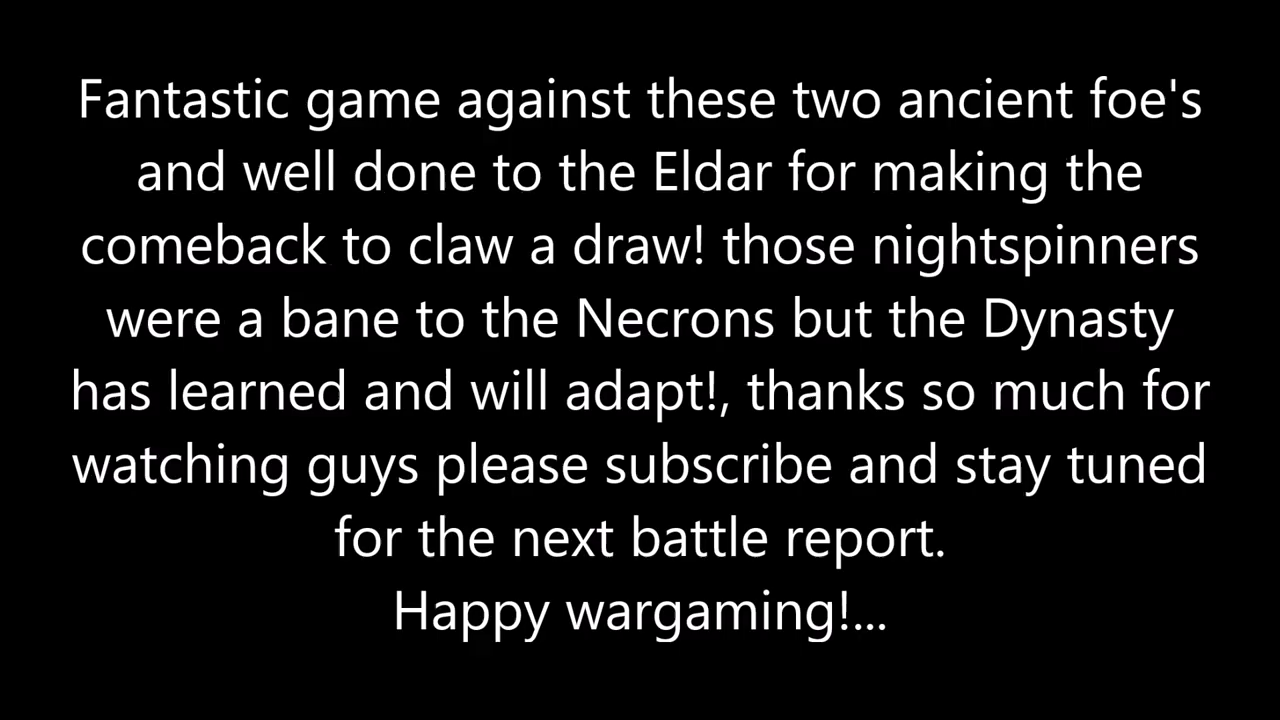 Fantastic game against these two ancient foe's
and well done to the Eldar for making the
comeback to claw a draw! those nightspinners
were a bane to the Necrons but the Dynasty
has learned and will adapt!, thanks so much for
watching guys please subscribe and stay tuned
for the next battle report.
Happy wargaming!...